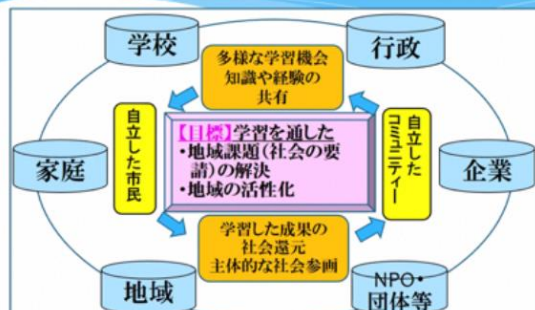 学校
行政
多様な学習機会
知識や経験の
共有
自立した市民
【目標】学習を通した
・地域課題(社会の要
請)の解決
・地域の活性化
自立した
コミュニティー
家庭
企業
学習した成果の
社会還元
主体的な社会参画
地域
NPO・
団体等